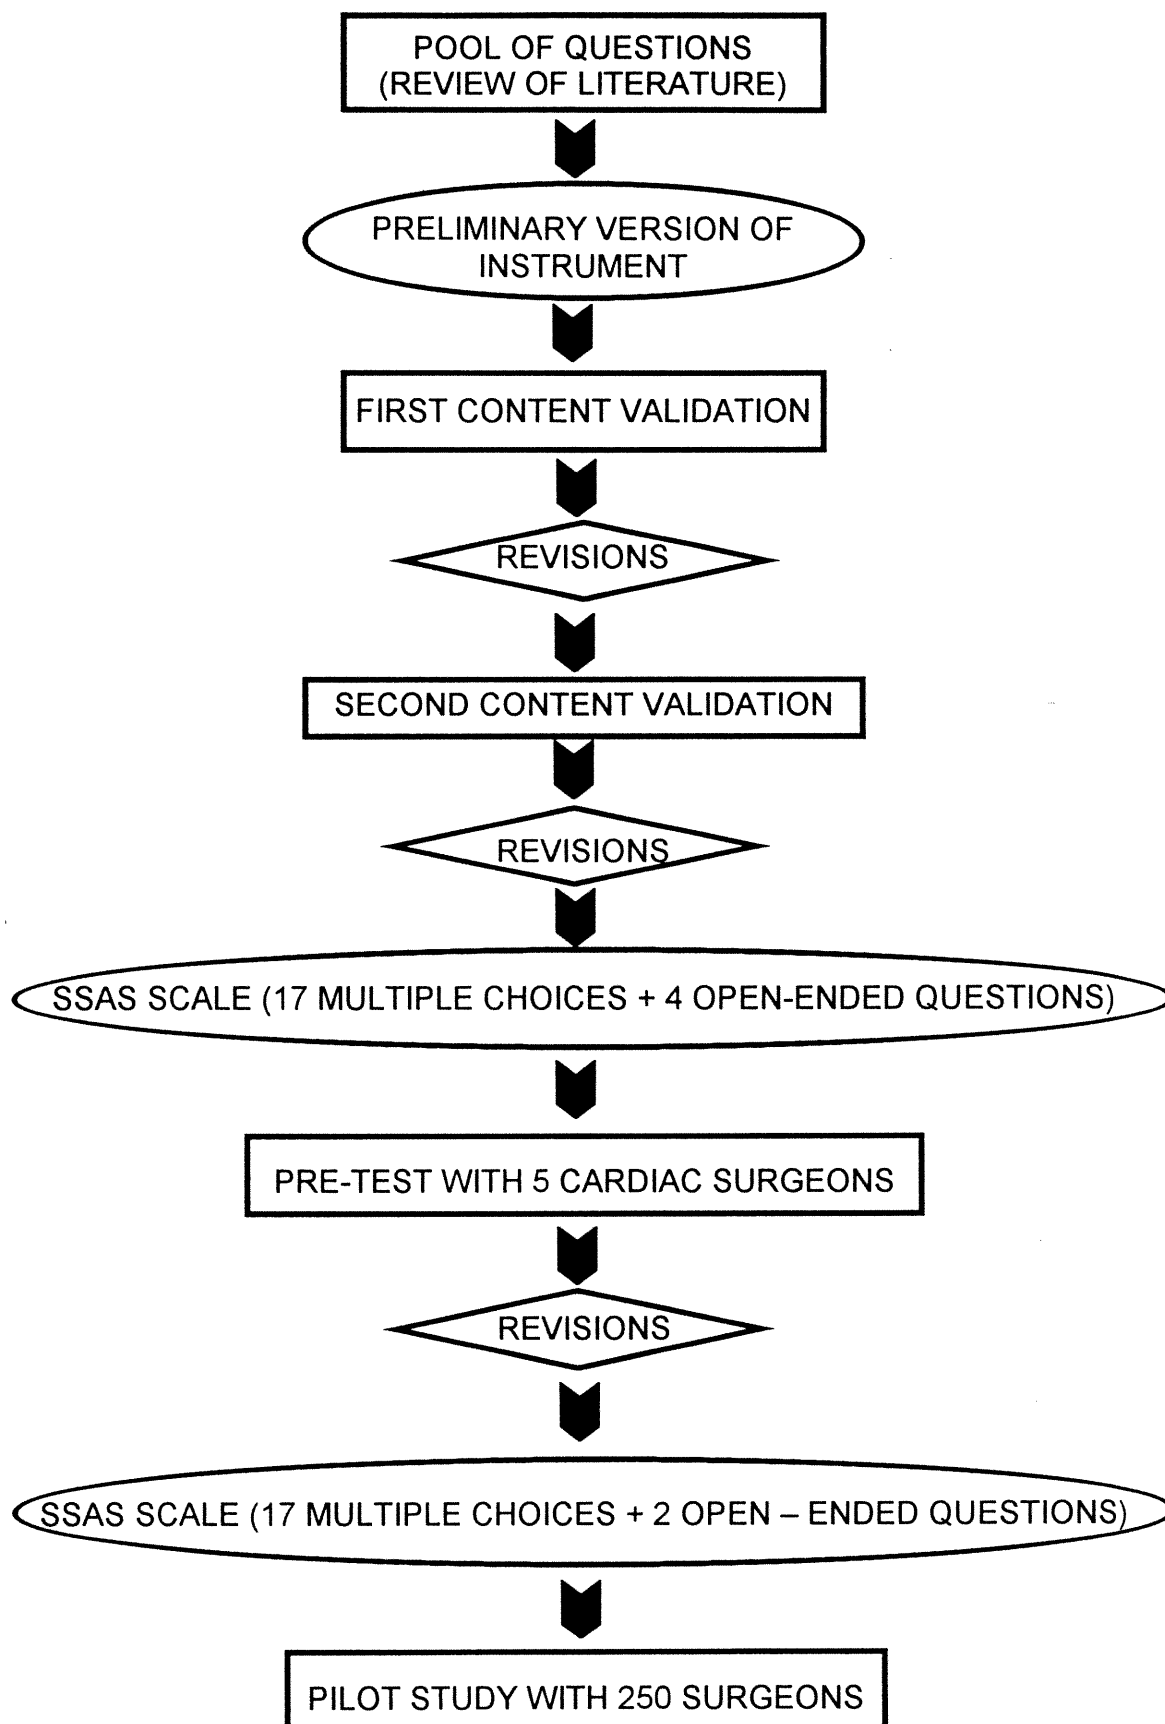 POOL OF QUESTIONS
(REVIEW OF LITERATURE)
PRELIMINARY VERSION OF
INSTRUMENT
FIRST CONTENT VALIDATION
REVISIONS
SECOND CONTENT VALIDATION
REVISIONS
SSAS SCALE (17 MULTIPLE CHOICES + 4 OPEN-ENDED QUESTIONS)
PRE-TEST WITH 5 CARDIAC SURGEONS
REVISIONS
SSAS SCALE (17 MULTIPLE CHOICES + 2 OPEN – ENDED QUESTIONS)
PILOT STUDY WITH 250 SURGEONS